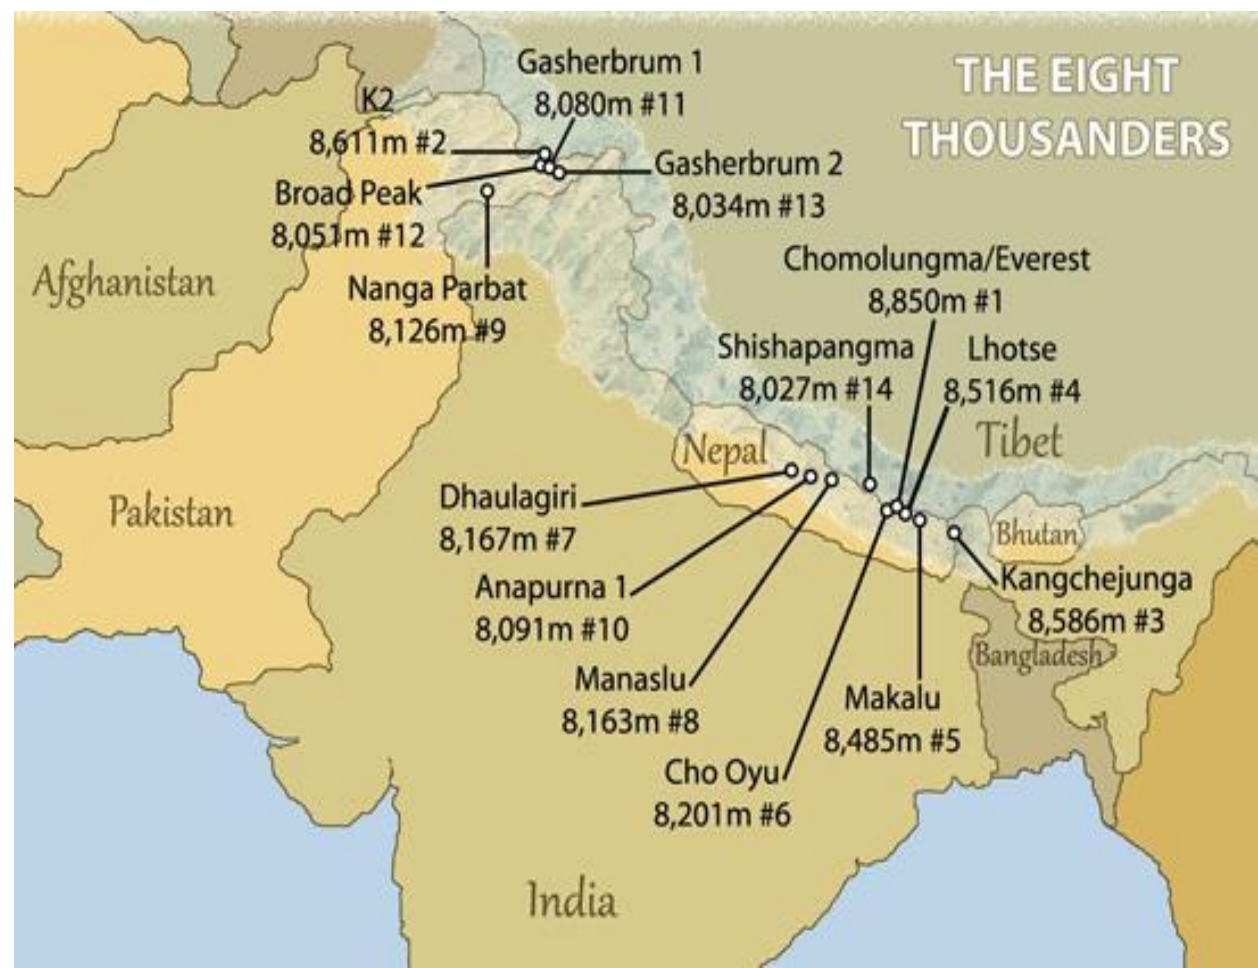 THE EIGHT
THOUSANDERS
Gasherbrum 1
8,080m #11
K2
8,611m #2
Gasherbrum 2
8,034m #13
Broad Peak
8,051m #12
Nanga Parbat
8,126m #9
Afghanistan
Chomolungma/Everest
8,850m #1
Shishapangma
8,027m #14
Lhotse
8,516m #4
Tibet
Nepal
Pakistan
Dhaulagiri
8,167m #7
Bhutan
Anapurna 1
8,091m #10
Kangchejunga
8,586m #3
Bangladesh
Manaslu
8,163m #8
Makalu
8,485m #5
Cho Oyu
8,201m #6
India